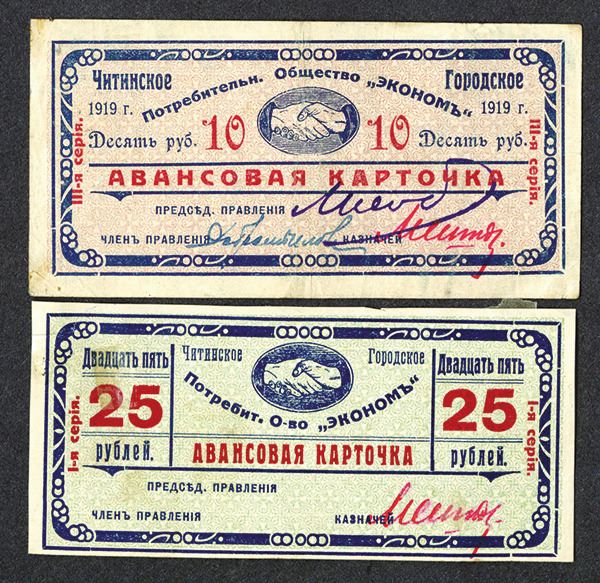 Читинское Городское
Потребительн. Общество „ЭКОНОМЪ“
1919 г. 1919 г.
Десять руб. 10 10 Десять руб.
III-я серія. III-я серія.
АВАНСОВАЯ КАРТОЧКА
ПРЕДСѢД. ПРАВЛЕНІЯ
ЧЛЕНЪ ПРАВЛЕНІЯ КАЗНАЧЕЙ
Двадцать пять Читинское Городское Двадцать пять
Потребит. О-во „ЭКОНОМЪ“
25 25
I-я серія. I-я серія.
рублей. АВАНСОВАЯ КАРТОЧКА рублей.
ПРЕДСѢД. ПРАВЛЕНІЯ
ЧЛЕНЪ ПРАВЛЕНІЯ КАЗНАЧЕЙ